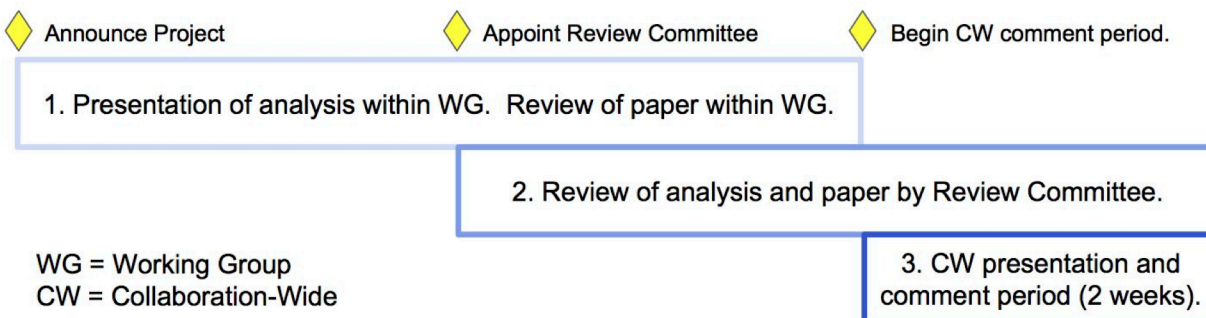 Announce Project
Appoint Review Committee
Begin CW comment period.
1. Presentation of analysis within WG.  Review of paper within WG.
2. Review of analysis and paper by Review Committee.
WG = Working Group
CW = Collaboration-Wide
3. CW presentation and
comment period (2 weeks).